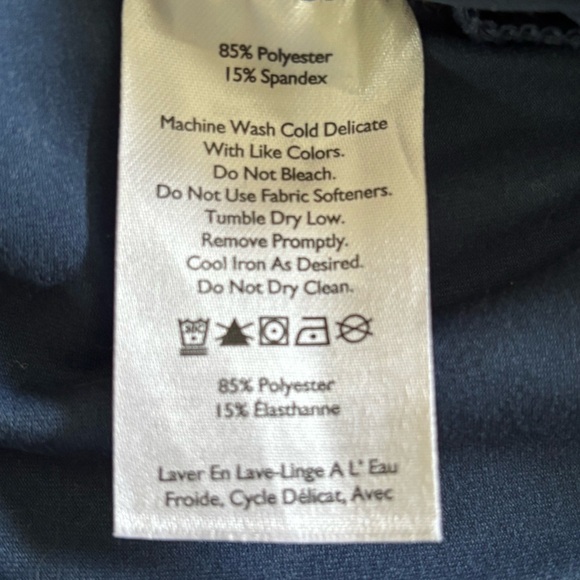 85% Polyester
15% Spandex
Machine Wash Cold Delicate
With Like Colors.
Do Not Bleach.
Do Not Use Fabric Softeners.
Tumble Dry Low.
Remove Promptly.
Cool Iron As Desired.
Do Not Dry Clean.
85% Polyester
15% Élasthanne
Laver En Lave-Linge A L' Eau
Froide, Cycle Délicat, Avec